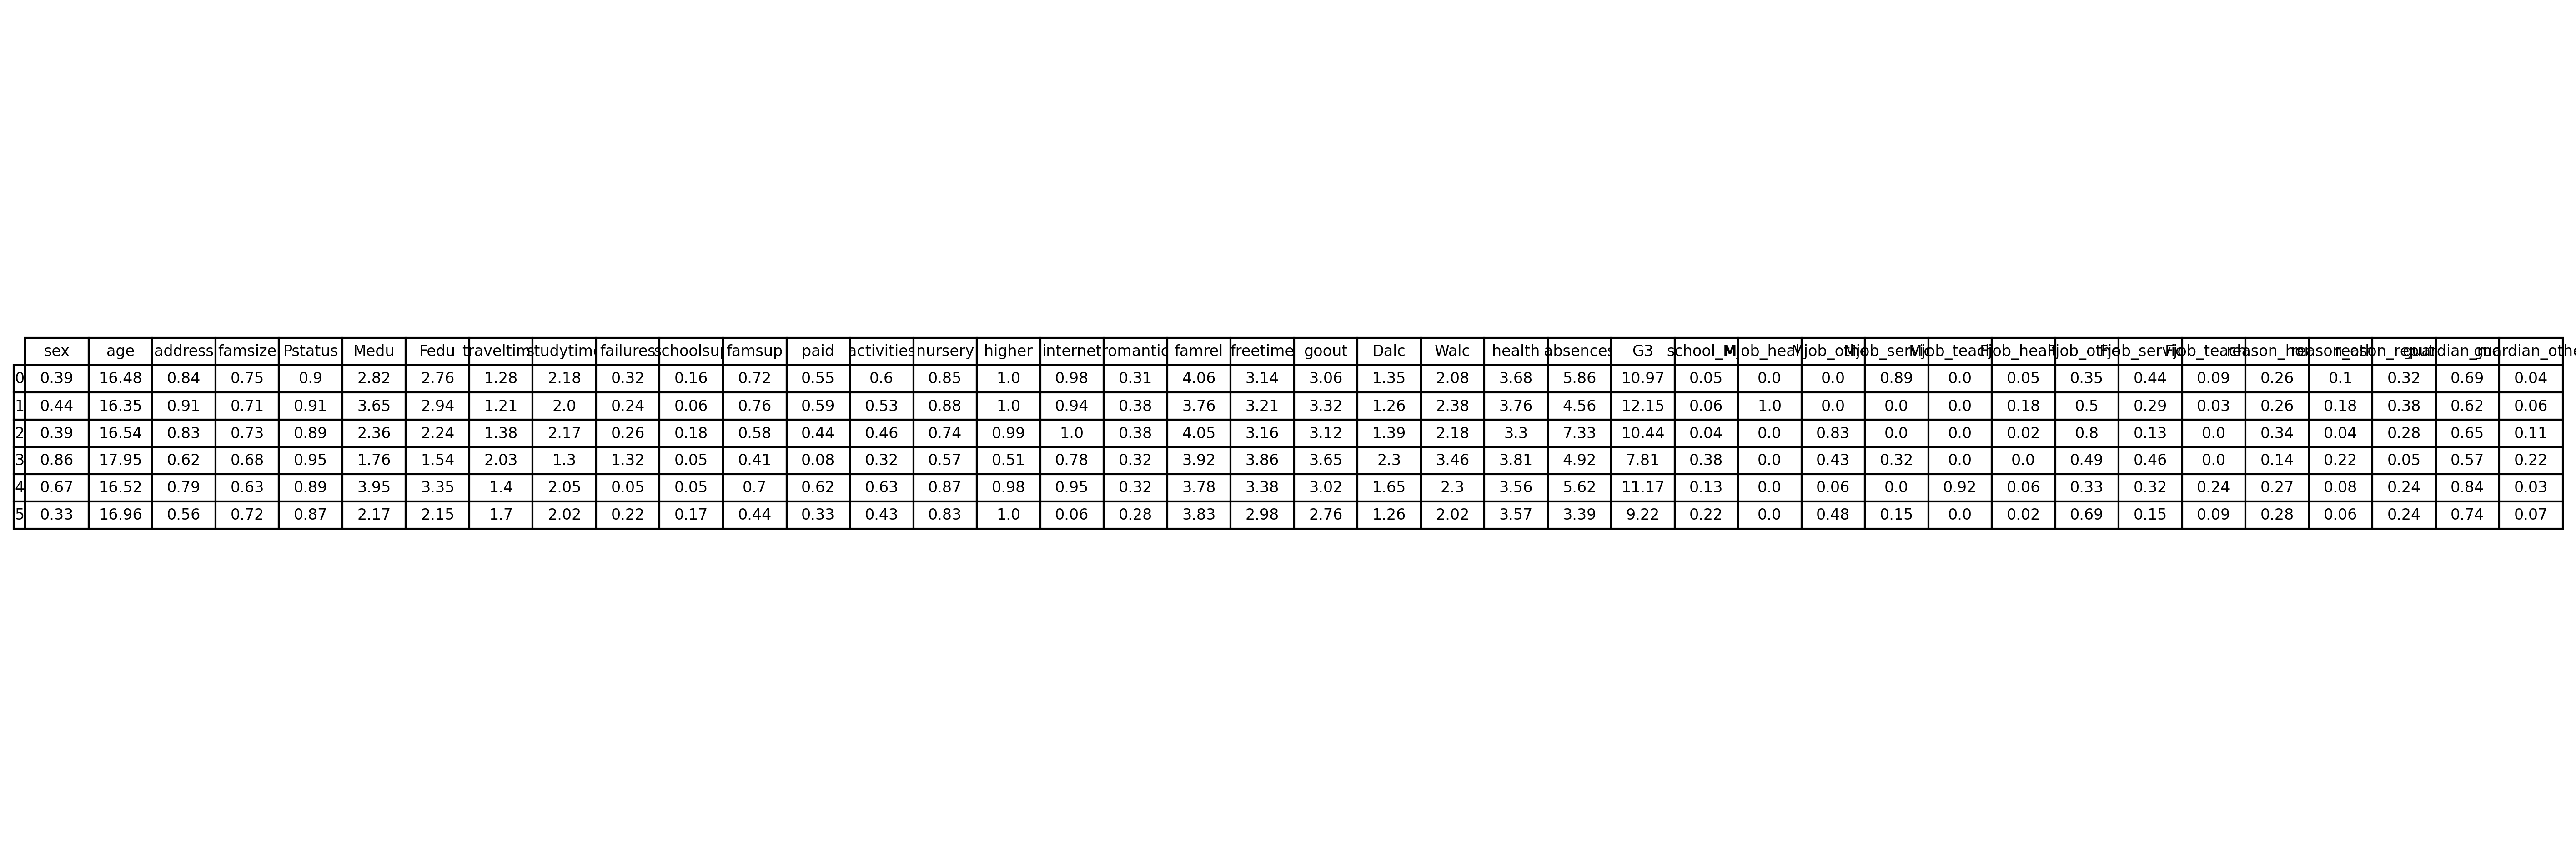 sex age address famsize Pstatus Medu Fedu traveltim studytime failures schoolsup famsup paid activities nursery higher internet romantic famrel freetime goout Dalc Walc health absences G3
0 0.39 16.48 0.84 0.75 0.9 2.82 2.76 1.28 2.18 0.32 0.16 0.72 0.55 0.6 0.85 1.0 0.98 0.31 4.06 3.14 3.06 1.35 2.08 3.68 5.86 10.97 0.05 0.0 0.0 0.89 0.0 0.05 0.35 0.44 0.09 0.26 0.1 0.32 0.69 0.04
1 0.44 16.35 0.91 0.71 0.91 3.65 2.94 1.21 2.0 0.24 0.06 0.76 0.59 0.53 0.88 1.0 0.94 0.38 3.76 3.21 3.32 1.26 2.38 3.76 4.56 12.15 0.06 1.0 0.0 0.0 0.0 0.18 0.5 0.29 0.03 0.26 0.18 0.38 0.62 0.06
2 0.39 16.54 0.83 0.73 0.89 2.36 2.24 1.38 2.17 0.26 0.18 0.58 0.44 0.46 0.74 0.99 1.0 0.38 4.05 3.16 3.12 1.39 2.18 3.3 7.33 10.44 0.04 0.0 0.83 0.0 0.0 0.02 0.8 0.13 0.0 0.34 0.04 0.28 0.65 0.11
3 0.86 17.95 0.62 0.68 0.95 1.76 1.54 2.03 1.3 1.32 0.05 0.41 0.08 0.32 0.57 0.51 0.78 0.32 3.92 3.86 3.65 2.3 3.46 3.81 4.92 7.81 0.38 0.0 0.43 0.32 0.0 0.0 0.49 0.46 0.0 0.14 0.22 0.05 0.57 0.22
4 0.67 16.52 0.79 0.63 0.89 3.95 3.35 1.4 2.05 0.05 0.05 0.7 0.62 0.63 0.87 0.98 0.95 0.32 3.78 3.38 3.02 1.65 2.3 3.56 5.62 11.17 0.13 0.0 0.06 0.0 0.92 0.06 0.33 0.32 0.24 0.27 0.08 0.24 0.84 0.03
5 0.33 16.96 0.56 0.72 0.87 2.17 2.15 1.7 2.02 0.22 0.17 0.44 0.33 0.43 0.83 1.0 0.06 0.28 3.83 2.98 2.76 1.26 2.02 3.57 3.39 9.22 0.22 0.0 0.48 0.15 0.0 0.02 0.69 0.15 0.09 0.28 0.06 0.24 0.74 0.07